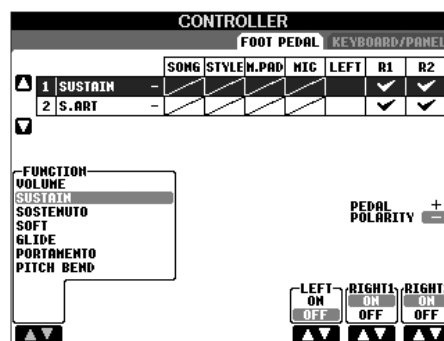 CONTROLLER
FOOT PEDAL KEYBOARD/PANEL
SONG STYLE M.PAD MIC LEFT R1 R2
1 SUSTAIN –
2 S.ART –
FUNCTION
VOLUME
SUSTAIN
SOSTENUTO
SOFT
GLIDE
PORTAMENTO
PITCH BEND
PEDAL POLARITY + –
LEFT RIGHT1 RIGHT
ON ON ON
OFF OFF OFF